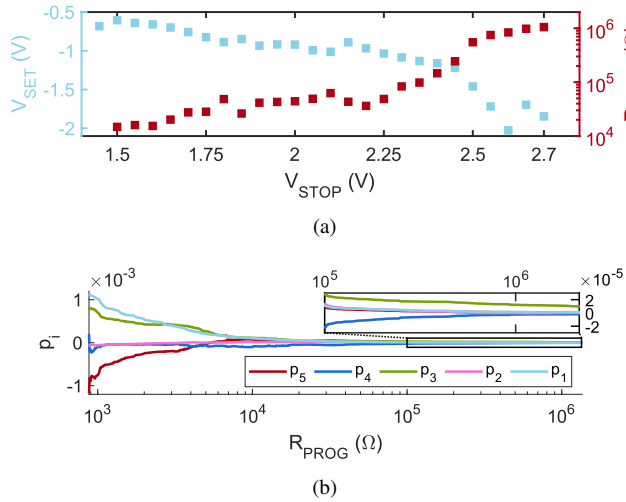 -0.5
-1
-1.5
-2
V_SET (V)
10^6
10^5
10^4
1.5 1.75 2 2.25 2.5 2.7
V_STOP (V)
(a)
×10^-3
1
0
-1
p_i
10^5 10^6
×10^-5
2
0
-2
p_5 p_4 p_3 p_2 p_1
10^3 10^4 10^5 10^6
R_PROG (Ω)
(b)